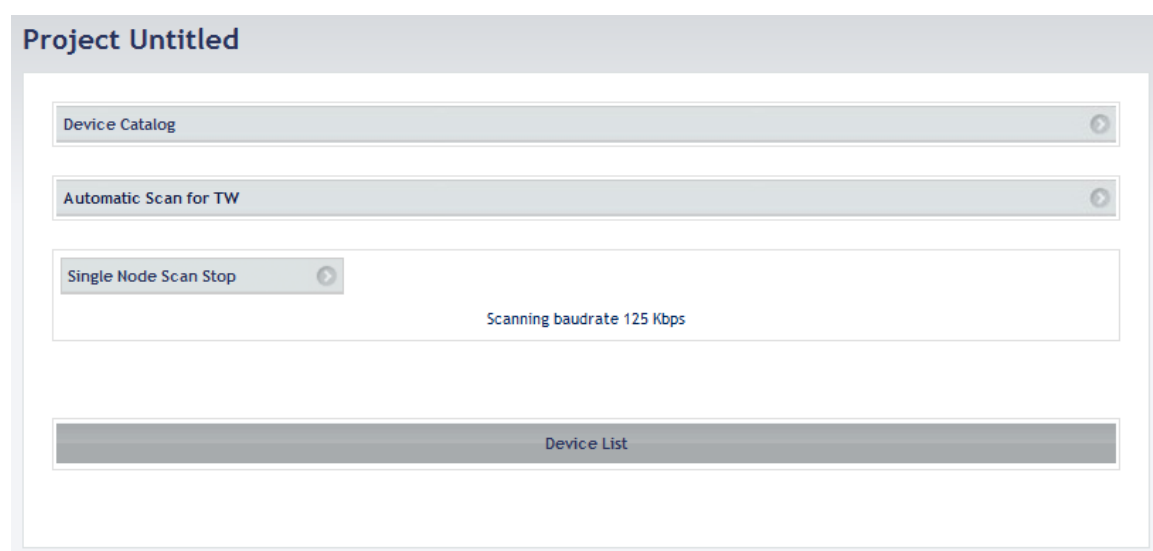 Project Untitled
Device Catalog
Automatic Scan for TW
Single Node Scan Stop
Scanning baudrate 125 Kbps
Device List